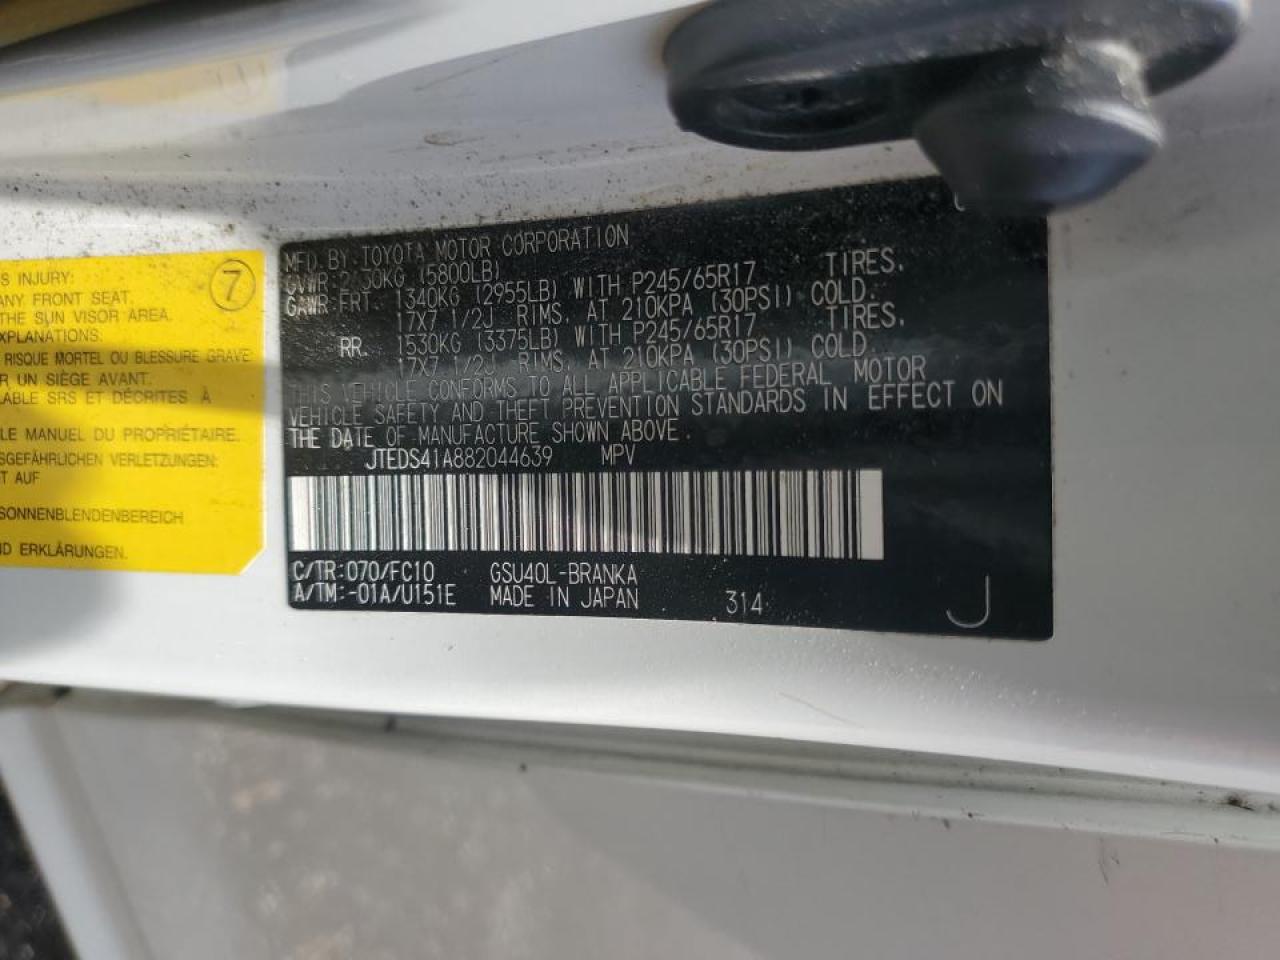 S INJURY:
ANY FRONT SEAT.
THE SUN VISOR AREA.
EXPLANATIONS.
RISQUE MORTEL OU BLESSURE GRAVE
R UN SIÈGE AVANT.
LABLE SRS ET DÉCRITES À
LE MANUEL DU PROPRIÉTAIRE.
SGEFÄHRLICHEN VERLETZUNGEN:
T AUF
SONNENBLENDENBEREICH
ND ERKLÄRUNGEN.
7
MFD. BY: TOYOTA MOTOR CORPORATION
GVWR: 2 30KG (5800LB)
GAWR: FRT. 1340KG (2955LB) WITH P245/65R17 TIRES,
17X7 1/2J RIMS, AT 210KPA (30PSI) COLD.
RR. 1530KG (3375LB) WITH P245/65R17 TIRES,
17X7 1/2J RIMS, AT 210KPA (30PSI) COLD.
THIS VEHICLE CONFORMS TO ALL APPLICABLE FEDERAL MOTOR
VEHICLE SAFETY AND THEFT PREVENTION STANDARDS IN EFFECT ON
THE DATE OF MANUFACTURE SHOWN ABOVE.
JTEDS41A882044639 MPV
C/TR: 070/FC10 GSU40L-BRANKA
A/TM: -01A/U151E MADE IN JAPAN 314
J